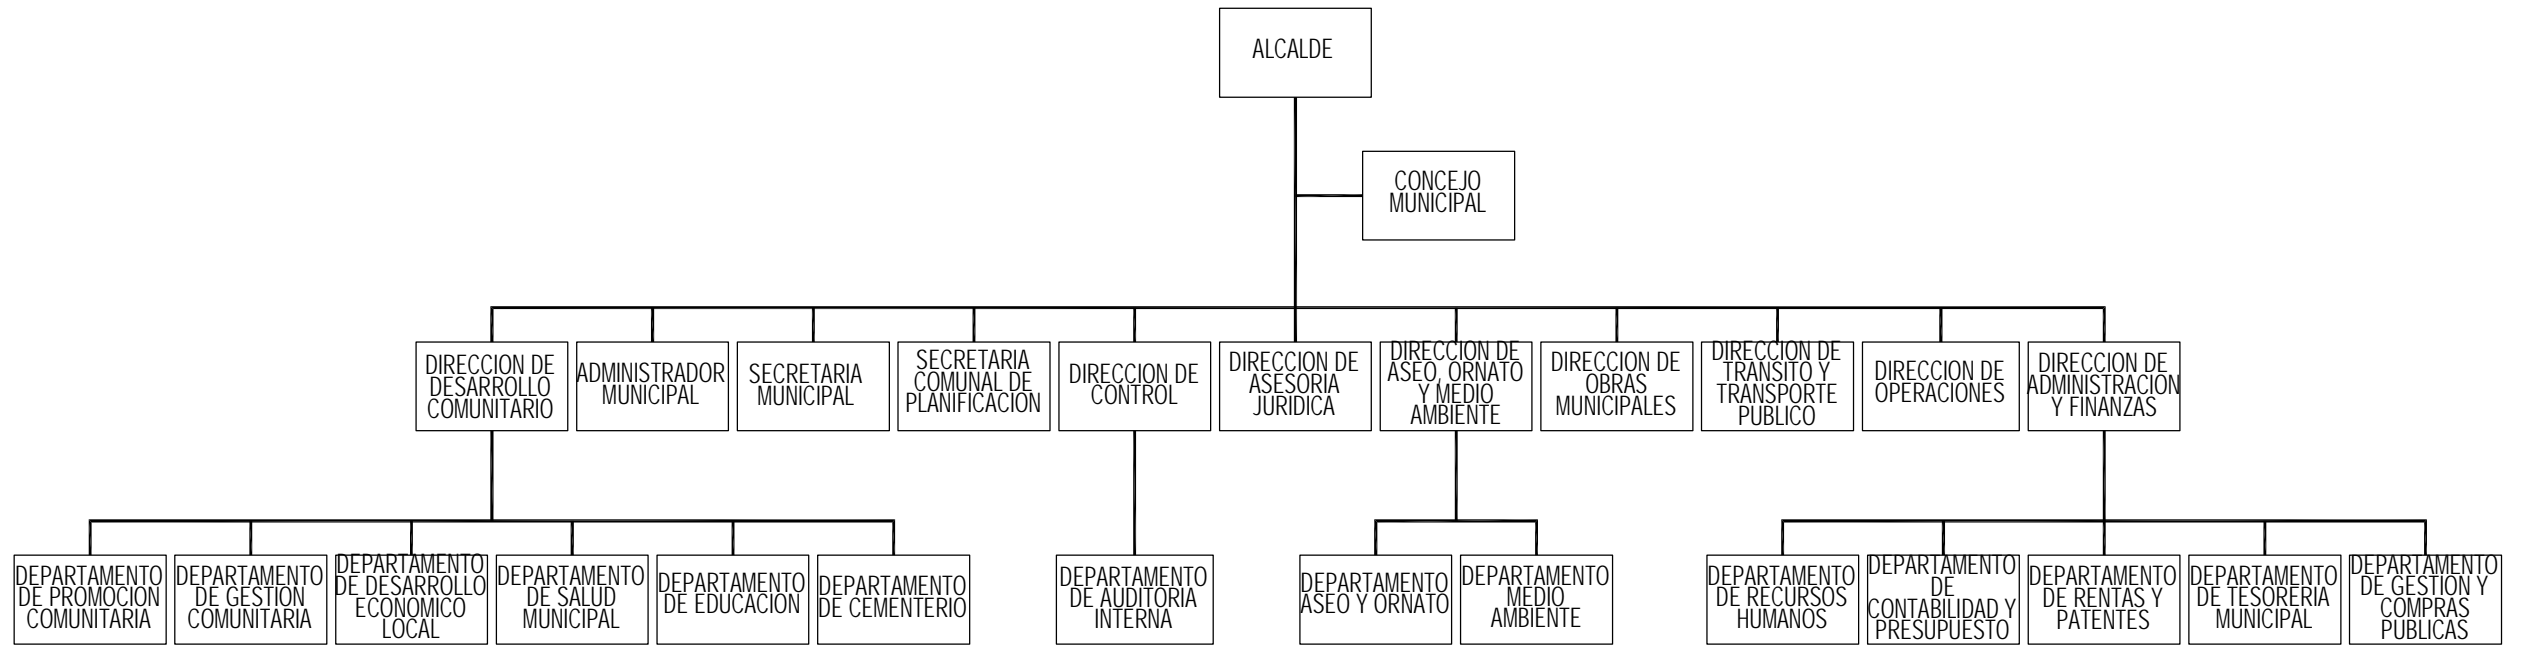 ALCALDE
CONCEJO
MUNICIPAL
DIRECCION DE
DESARROLLO
COMUNITARIO
ADMINISTRADOR
MUNICIPAL
SECRETARIA
MUNICIPAL
SECRETARIA
COMUNAL DE
PLANIFICACION
DIRECCION DE
CONTROL
DIRECCION DE
ASESORIA
JURIDICA
DIRECCION DE
ASEO, ORNATO
Y MEDIO
AMBIENTE
DIRECCION DE
OBRAS
MUNICIPALES
DIRECCION DE
TRANSITO Y
TRANSPORTE
PUBLICO
DIRECCION DE
OPERACIONES
DIRECCION DE
ADMINISTRACION
Y FINANZAS
DEPARTAMENTO
DE PROMOCION
COMUNITARIA
DEPARTAMENTO
DE GESTION
COMUNITARIA
DEPARTAMENTO
DE DESARROLLO
ECONOMICO
LOCAL
DEPARTAMENTO
DE SALUD
MUNICIPAL
DEPARTAMENTO
DE EDUCACION
DEPARTAMENTO
DE CEMENTERIO
DEPARTAMENTO
DE AUDITORIA
INTERNA
DEPARTAMENTO
ASEO Y ORNATO
DEPARTAMENTO
MEDIO
AMBIENTE
DEPARTAMENTO
DE RECURSOS
HUMANOS
DEPARTAMENTO
DE
CONTABILIDAD Y
PRESUPUESTO
DEPARTAMENTO
DE RENTAS Y
PATENTES
DEPARTAMENTO
DE TESORERIA
MUNICIPAL
DEPARTAMENTO
DE GESTION Y
COMPRAS
PUBLICAS